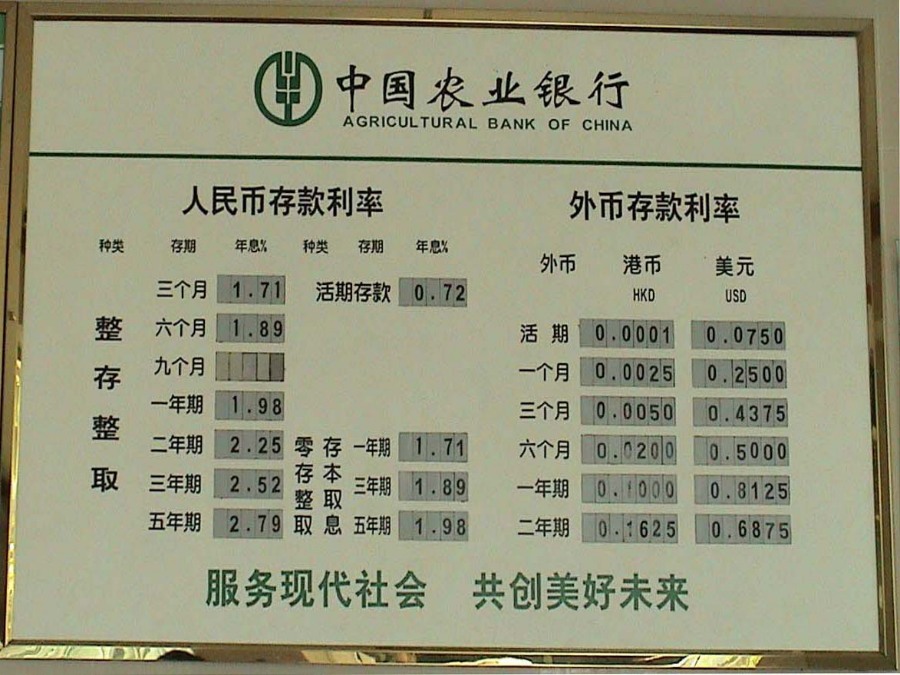 中国农业银行
AGRICULTURAL BANK OF CHINA
人民币存款利率
种类 存期 年息% 种类 存期 年息%
整存整取
三个月 1.71
六个月 1.89
九个月
一年期 1.98
二年期 2.25
三年期 2.52
五年期 2.79
活期存款 0.72
零存整取
存本取息
一年期 1.71
三年期 1.89
五年期 1.98
外币存款利率
外币 港币 美元
HKD USD
活期 0.0001 0.0750
一个月 0.0025 0.2500
三个月 0.0050 0.4375
六个月 0.0200 0.5000
一年期 0.1000 0.8125
二年期 0.1625 0.6875
服务现代社会 共创美好未来